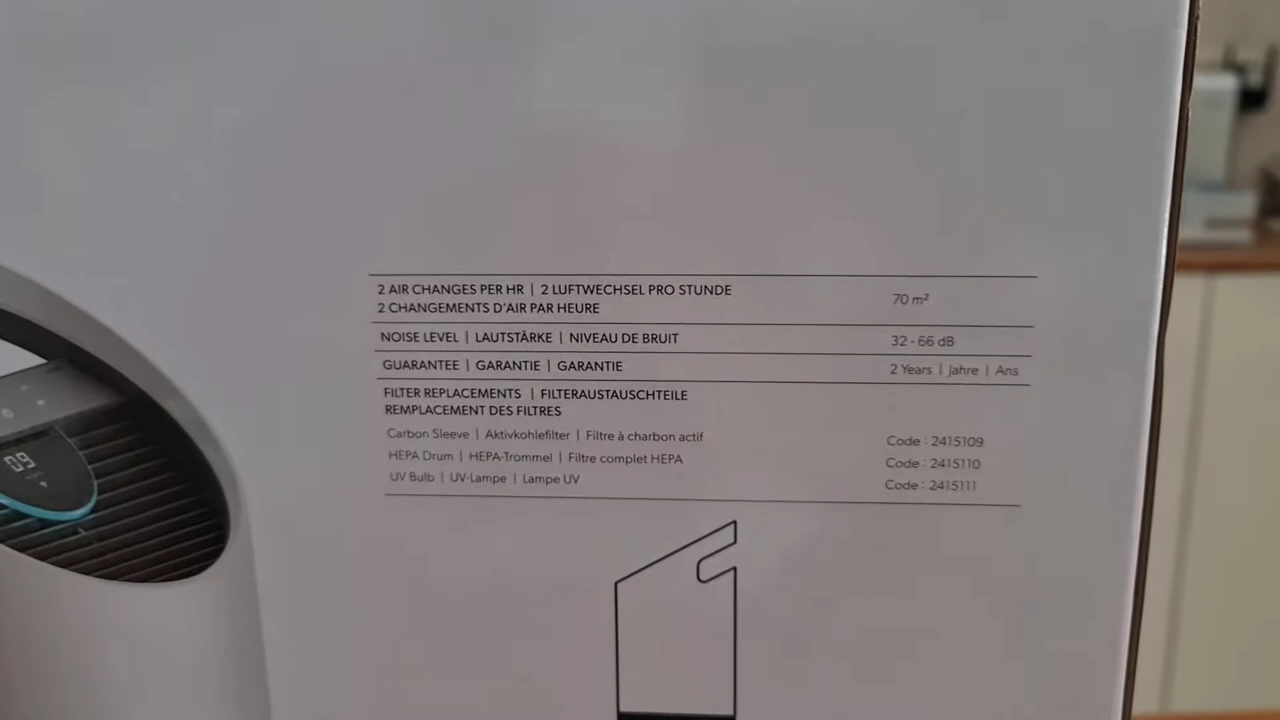 2 AIR CHANGES PER HR | 2 LUFTWECHSEL PRO STUNDE
2 CHANGEMENTS D'AIR PAR HEURE
70 m²
NOISE LEVEL | LAUTSTÄRKE | NIVEAU DE BRUIT 32 - 66 dB
GUARANTEE | GARANTIE | GARANTIE 2 Years | Jahre | Ans
FILTER REPLACEMENTS | FILTERAUSTAUSCHTEILE
REMPLACEMENT DES FILTRES
Carbon Sleeve | Aktivkohlefilter | Filtre à charbon actif Code : 2415109
HEPA Drum | HEPA-Trommel | Filtre complet HEPA Code : 2415110
UV Bulb | UV-Lampe | Lampe UV Code : 2415111
09